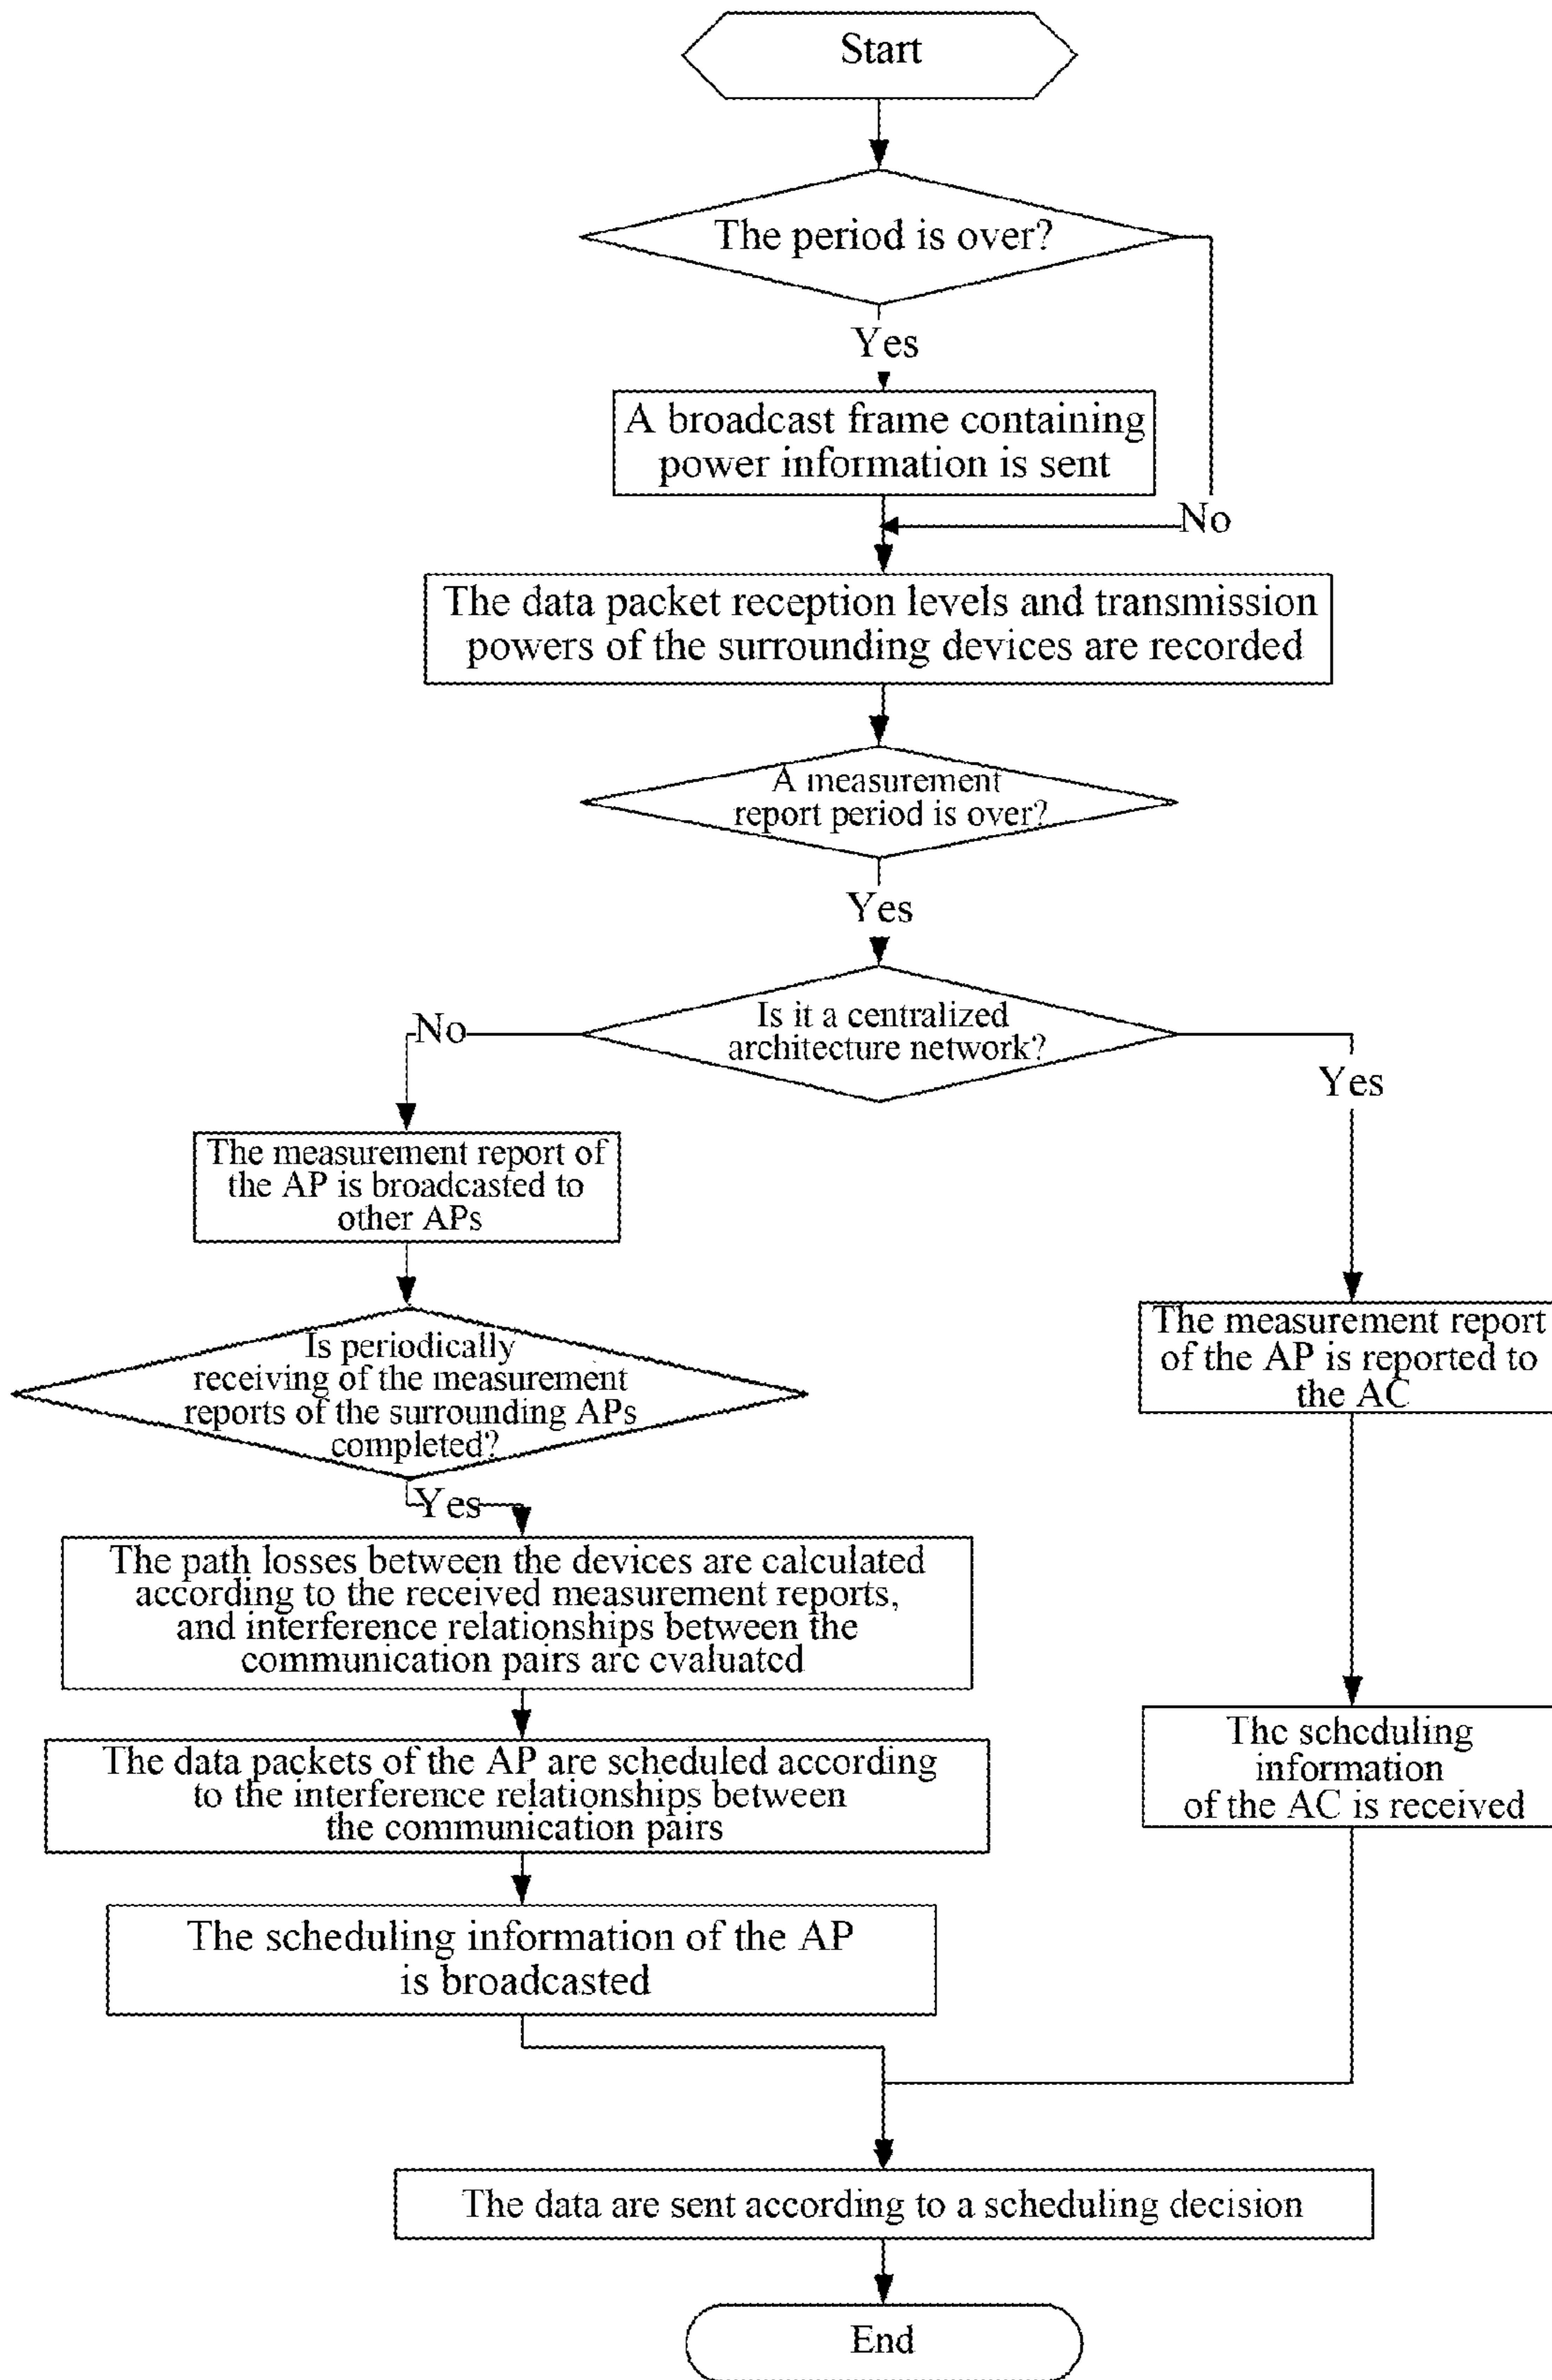 Start
The period is over?
Yes
A broadcast frame containing
power information is sent
No
The data packet reception levels and transmission
powers of the surrounding devices are recorded
A measurement
report period is over?
Yes
Is it a centralized
architecture network?
No
Yes
The measurement report of
the AP is broadcasted to
other APs
Is periodically
receiving of the measurement
reports of the surrounding APs
completed?
Yes
The measurement report
of the AP is reported to
the AC
The path losses between the devices are calculated
according to the received measurement reports,
and interference relationships between the
communication pairs are evaluated
The data packets of the AP are scheduled according
to the interference relationships between
the communication pairs
The scheduling
information
of the AC is received
The scheduling information of the AP
is broadcasted
The data are sent according to a scheduling decision
End